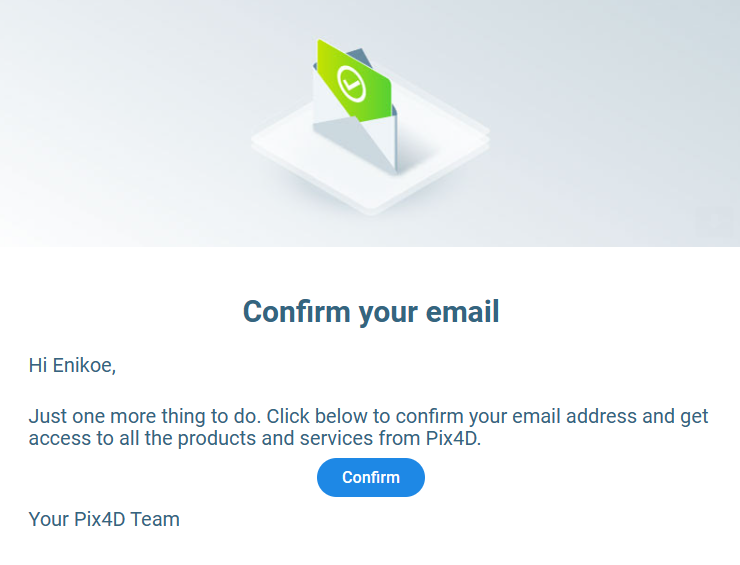 Confirm your email
Hi Enikoe,
Just one more thing to do. Click below to confirm your email address and get
access to all the products and services from Pix4D.
Confirm
Your Pix4D Team